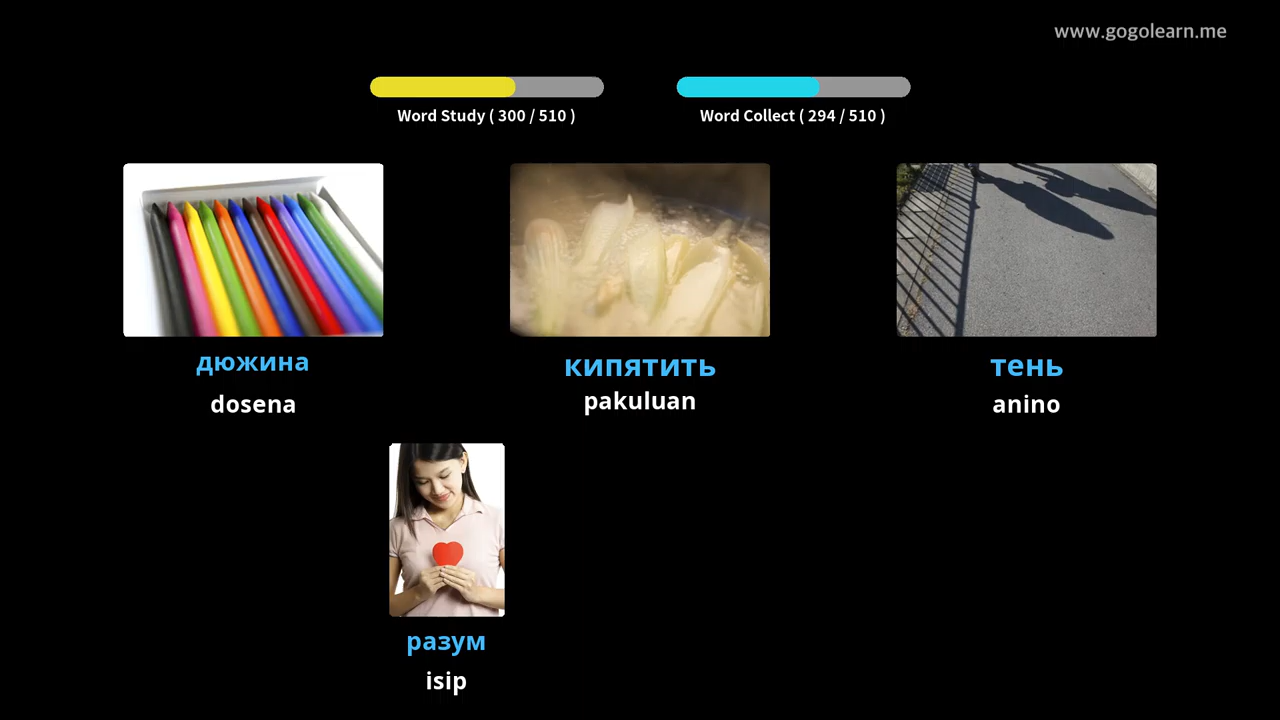 www.gogolearn.me
Word Study ( 300 / 510 )
Word Collect ( 294 / 510 )
дюжина
dosena
кипятить
pakuluan
тень
anino
разум
isip